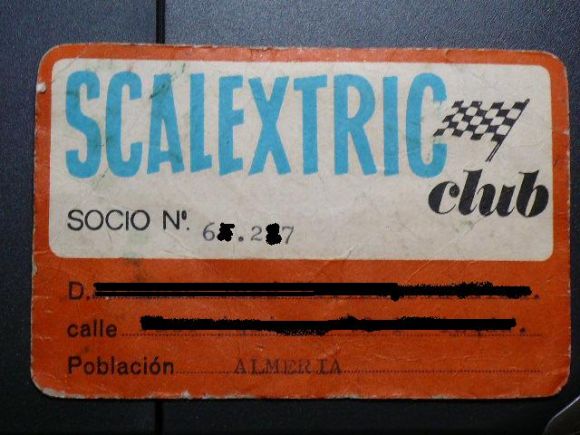 SCALEXTRIC
club
SOCIO Nº.
D.
calle
Población ALMERIA